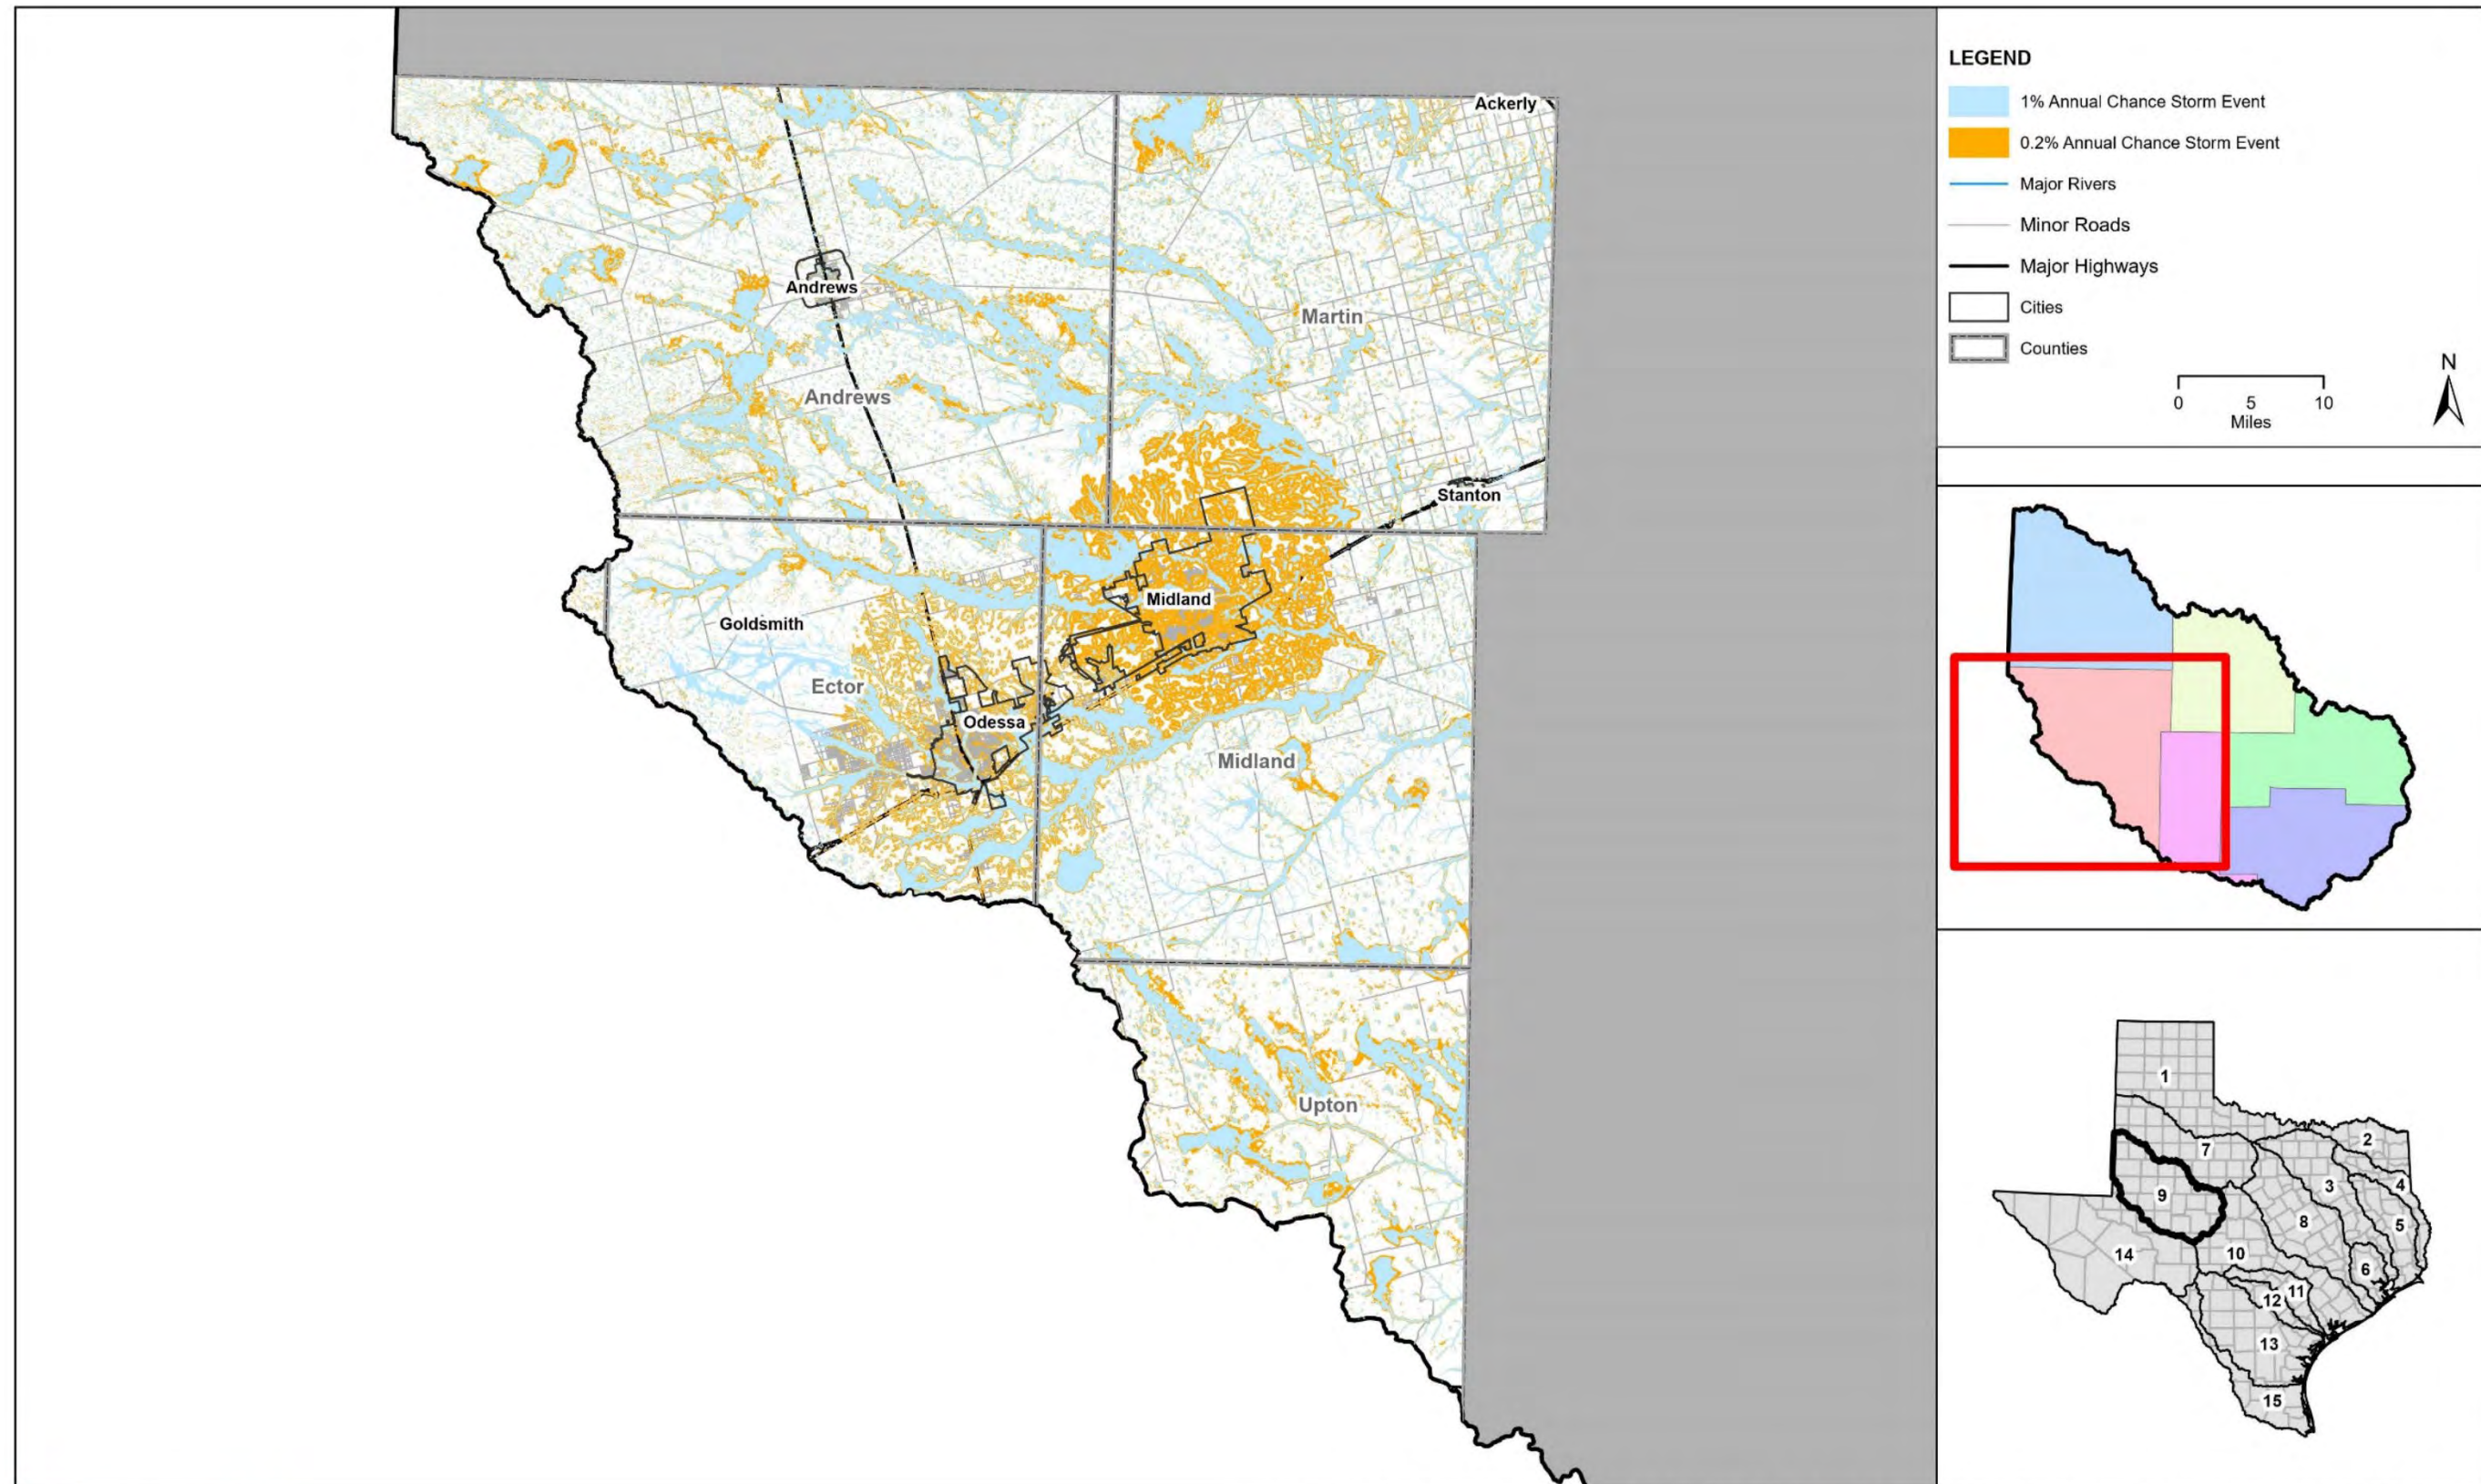 Ackerly
Andrews
Martin
Andrews
Stanton
Midland
Goldsmith
Ector
Odessa
Midland
Upton
LEGEND
1% Annual Chance Storm Event
0.2% Annual Chance Storm Event
Major Rivers
Minor Roads
Major Highways
Cities
Counties
N
0 5 10
Miles
1
2
7
3
4
9
8
5
14
10
6
11
12
13
15